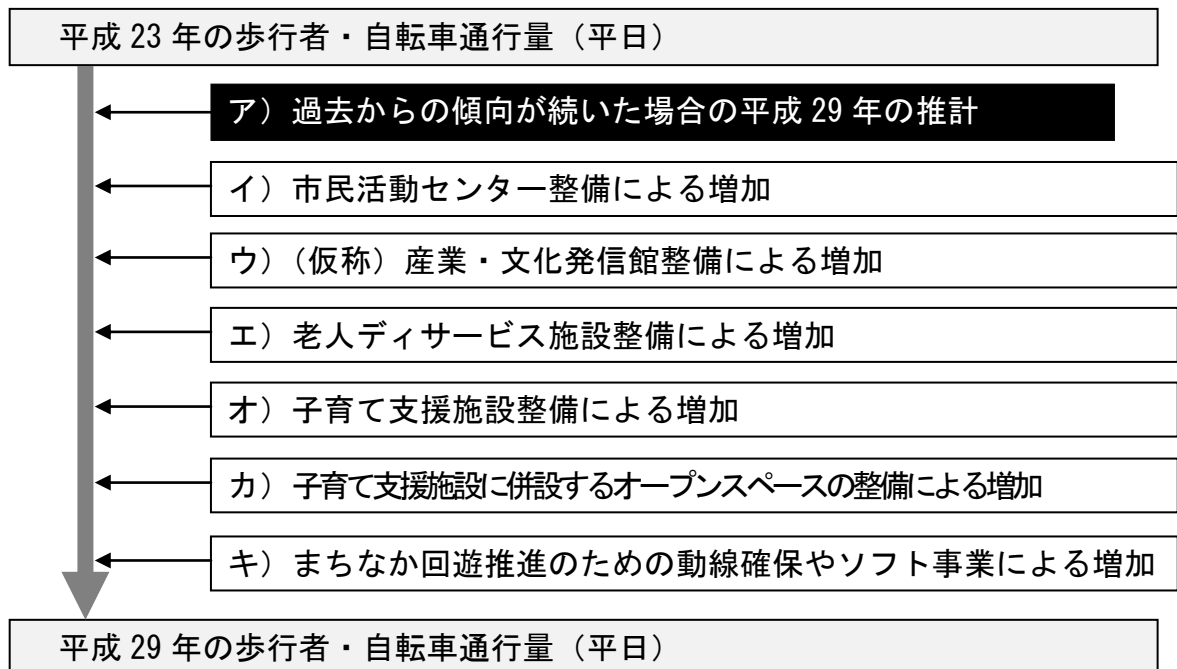 平成 23 年の歩行者・自転車通行量（平日）
ア）過去からの傾向が続いた場合の平成 29 年の推計
イ）市民活動センター整備による増加
ウ）（仮称）産業・文化発信館整備による増加
エ）老人ディサービス施設整備による増加
オ）子育て支援施設整備による増加
カ）子育て支援施設に併設するオープンスペースの整備による増加
キ）まちなか回遊推進のための動線確保やソフト事業による増加
平成 29 年の歩行者・自転車通行量（平日）